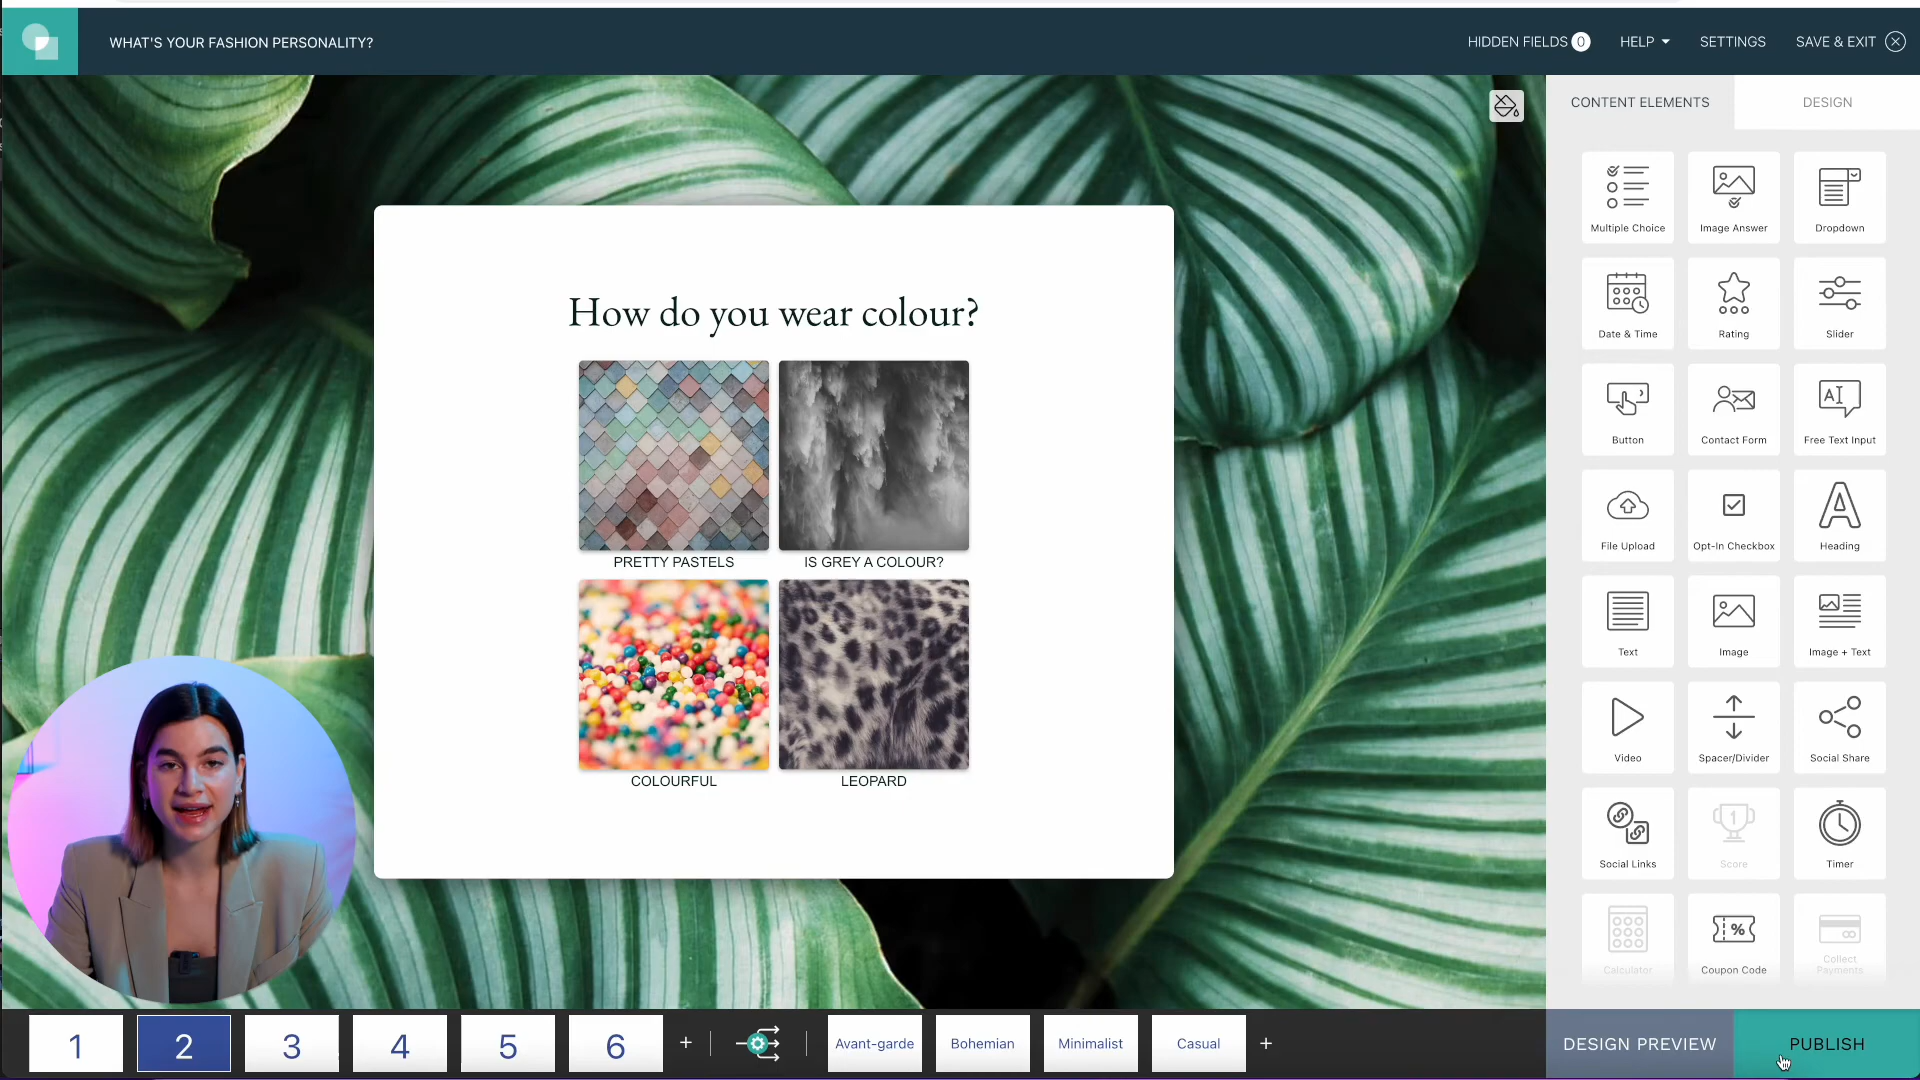 WHAT'S YOUR FASHION PERSONALITY?
HIDDEN FIELDS 0
HELP
SETTINGS
SAVE & EXIT
CONTENT ELEMENTS
DESIGN
How do you wear colour?
PRETTY PASTELS
IS GREY A COLOUR?
COLOURFUL
LEOPARD
Multiple Choice
Image Answer
Dropdown
Date & Time
Rating
Slider
Button
Contact Form
Free Text Input
File Upload
Opt-In Checkbox
Heading
Text
Image
Image + Text
Video
Spacer/Divider
Social Share
Social Links
Score
Timer
Calculator
Coupon Code
Collect
Payments
1
2
3
4
5
6
+
Avant-garde
Bohemian
Minimalist
Casual
+
DESIGN PREVIEW
PUBLISH